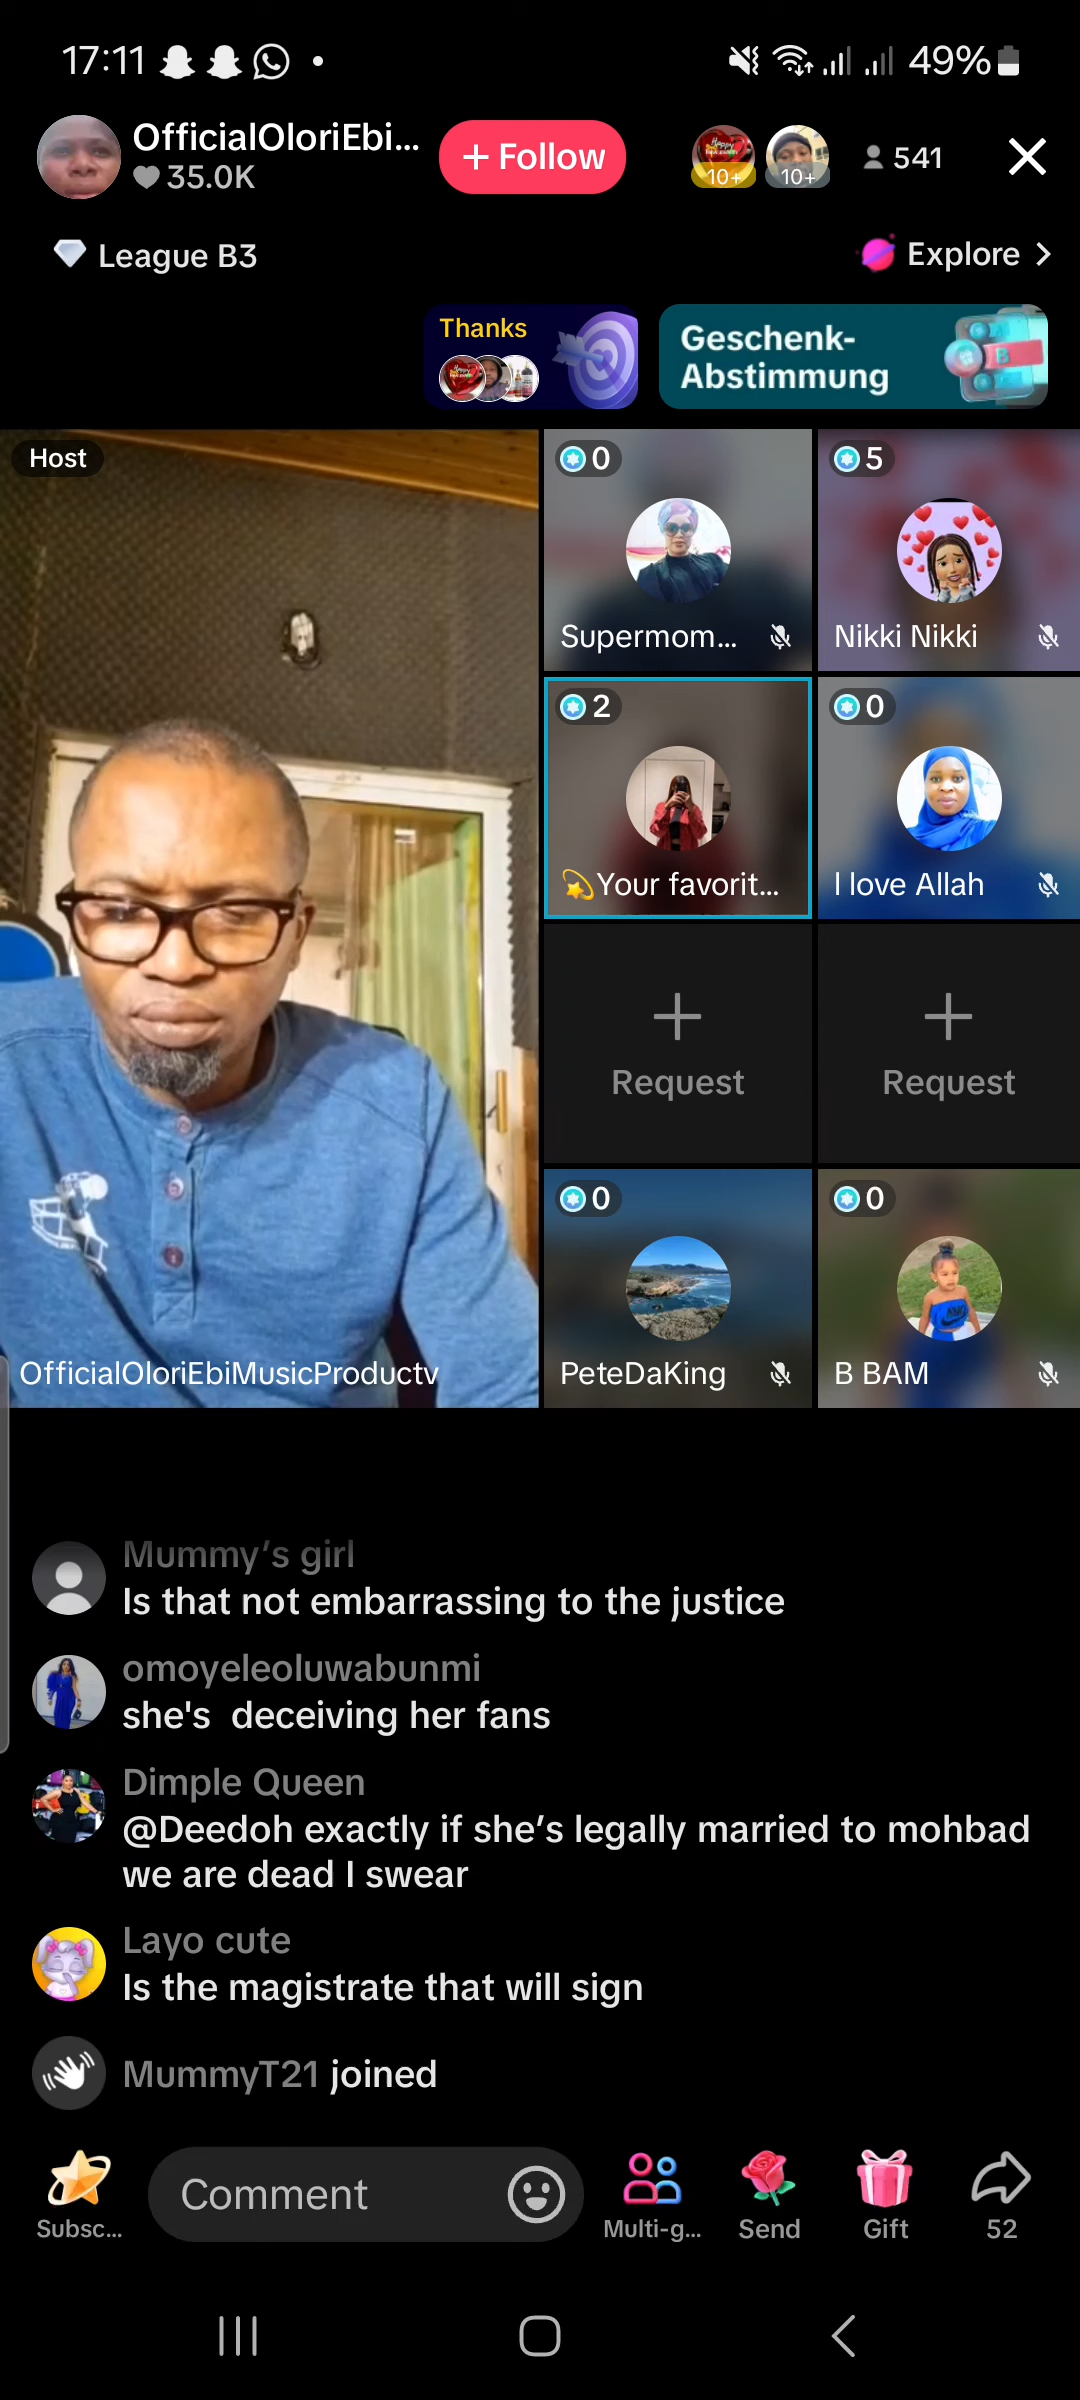 17:11
49%
OfficialOloriEbi...
35.0K
+ Follow
10+
10+
541
League B3
Explore
Thanks
Geschenk-
Abstimmung
Host
0
5
Supermom...
Nikki Nikki
2
0
Your favorit...
I love Allah
Request
Request
0
0
OfficialOloriEbiMusicProductv
PeteDaKing
B BAM
Mummy’s girl
Is that not embarrassing to the justice
omoyeleoluwabunmi
she's  deceiving her fans
Dimple Queen
@Deedoh exactly if she’s legally married to mohbad
we are dead I swear
Layo cute
Is the magistrate that will sign
MummyT21 joined
Comment
Subsc...
Multi-g...
Send
Gift
52